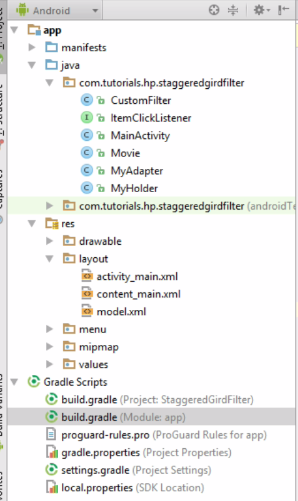 Android
app
manifests
java
com.tutorials.hp.staggeredgirdfilter
CustomFilter
ItemClickListener
MainActivity
Movie
MyAdapter
MyHolder
com.tutorials.hp.staggeredgirdfilter
res
drawable
layout
activity_main.xml
content_main.xml
model.xml
menu
mipmap
values
Gradle Scripts
build.gradle (Project: StaggeredGirdFilter)
build.gradle (Module: app)
proguard-rules.pro (ProGuard Rules for app)
gradle.properties (Project Properties)
settings.gradle (Project Settings)
local.properties (SDK Location)